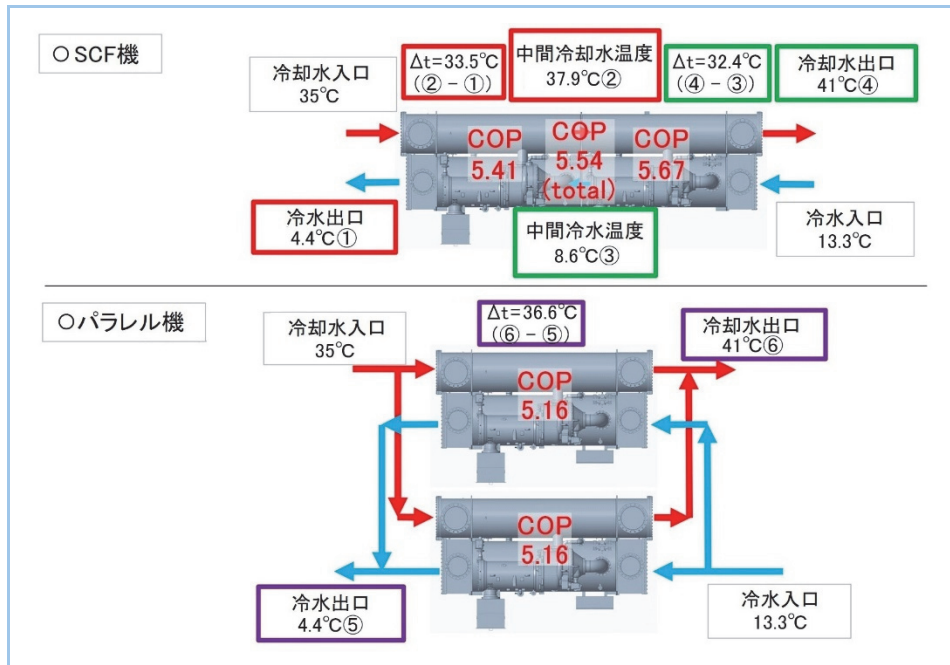 ○SCF機
冷却水入口
35℃
Δt=33.5℃
(②－①)
中間冷却水温度
37.9℃②
Δt=32.4℃
(④－③)
冷却水出口
41℃④
COP
5.41
COP
5.54
(total)
COP
5.67
冷水出口
4.4℃①
中間冷水温度
8.6℃③
冷水入口
13.3℃
○パラレル機
冷却水入口
35℃
Δt=36.6℃
(⑥－⑤)
冷却水出口
41℃⑥
COP
5.16
COP
5.16
冷水出口
4.4℃⑤
冷水入口
13.3℃